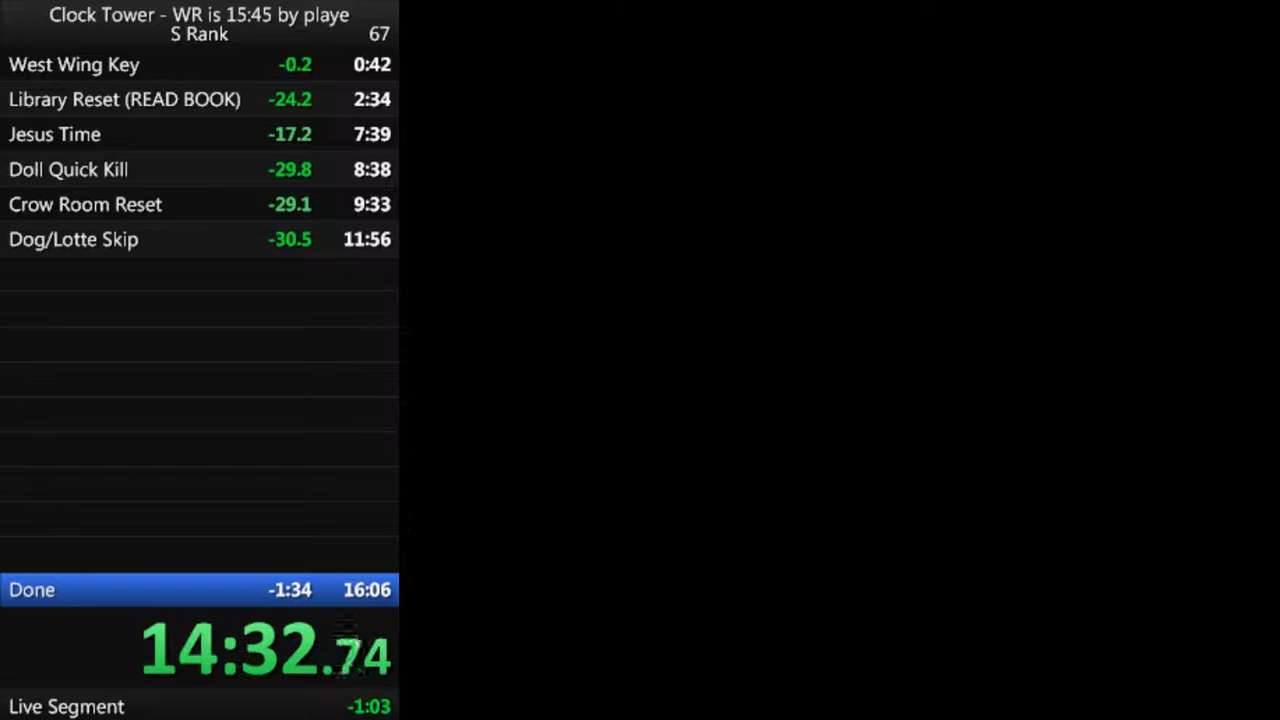 Clock Tower - WR is 15:45 by playe
S Rank 67
West Wing Key -0.2 0:42
Library Reset (READ BOOK) -24.2 2:34
Jesus Time -17.2 7:39
Doll Quick Kill -29.8 8:38
Crow Room Reset -29.1 9:33
Dog/Lotte Skip -30.5 11:56
Done -1:34 16:06
14:32.74
Live Segment -1:03